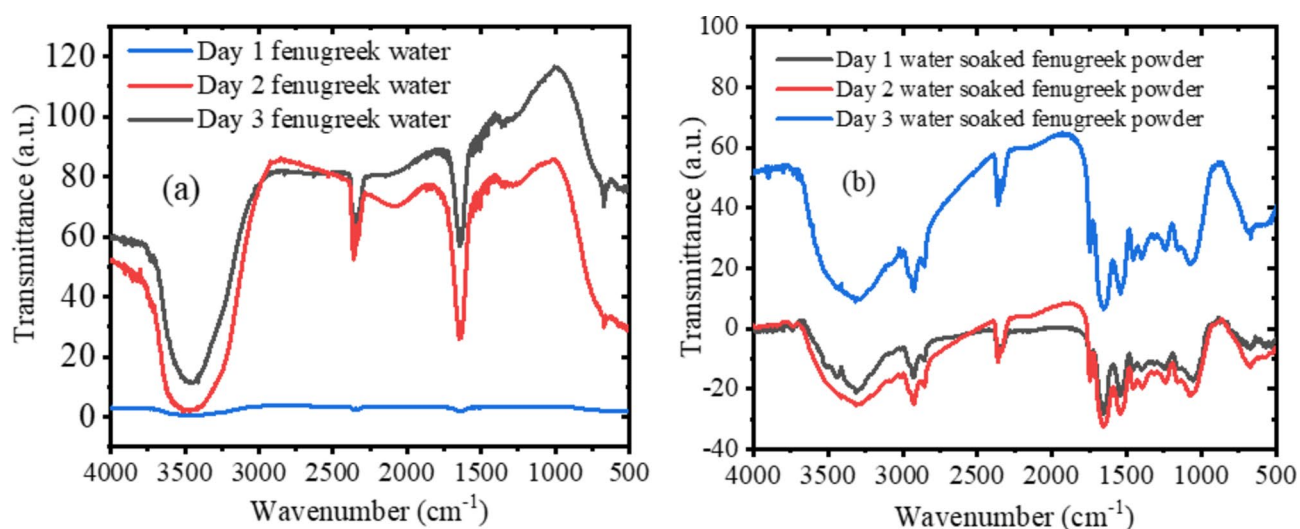 Day 1 fenugreek water
Day 2 fenugreek water
Day 3 fenugreek water
(a)
Transmittance (a.u.)
120
100
80
60
40
20
0
4000 3500 3000 2500 2000 1500 1000 500
Wavenumber (cm-1)
Day 1 water soaked fenugreek powder
Day 2 water soaked fenugreek powder
Day 3 water soaked fenugreek powder
(b)
Transmittance (a.u.)
100
80
60
40
20
0
-20
-40
4000 3500 3000 2500 2000 1500 1000 500
Wavenumber (cm-1)